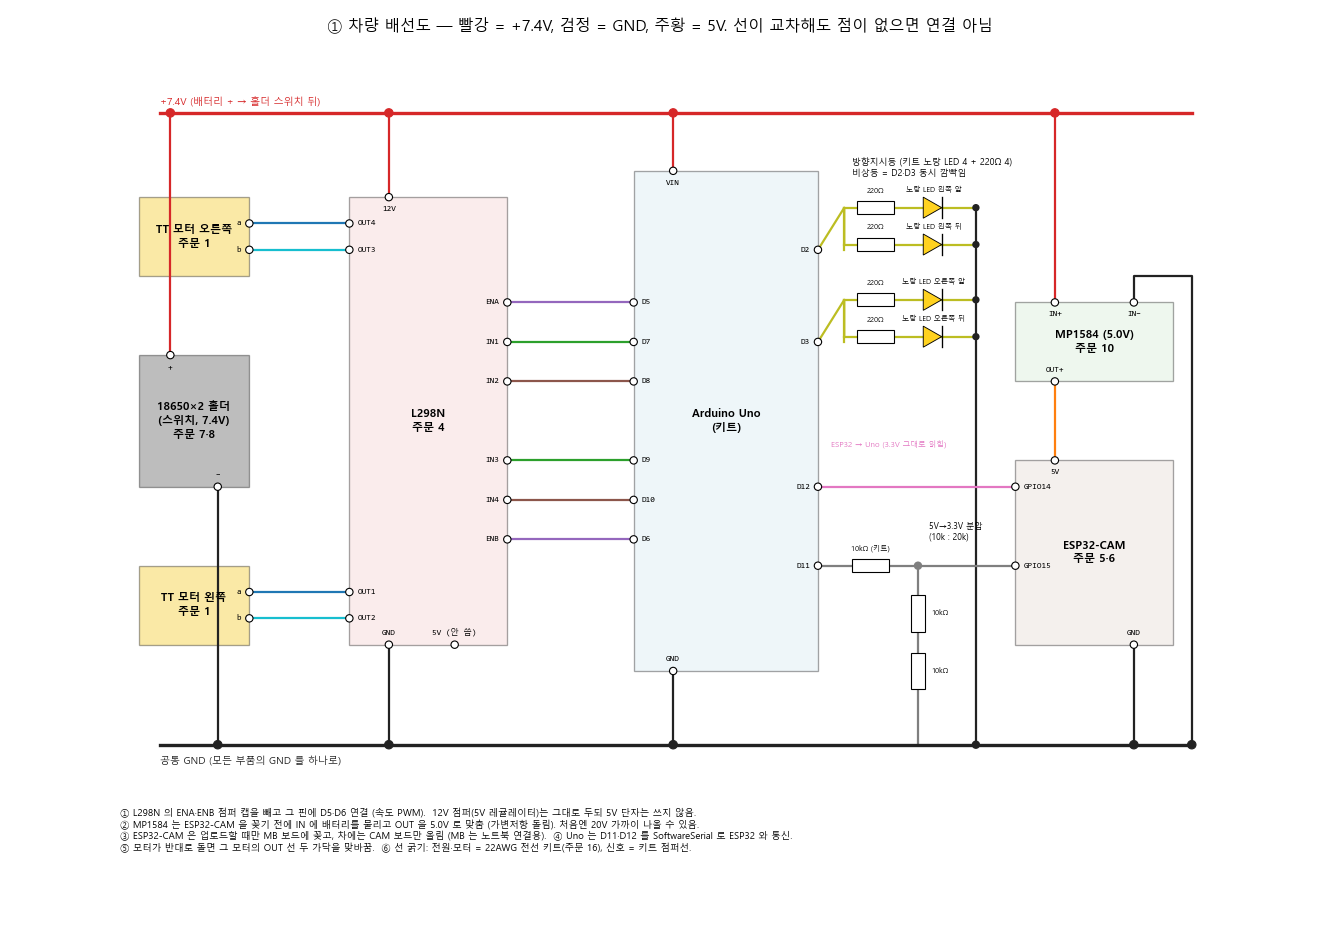 ① 차량 배선도 — 빨강 = +7.4V, 검정 = GND, 주황 = 5V. 선이 교차해도 점이 없으면 연결 아님
+7.4V (배터리 + → 홀더 스위치 뒤)
방향지시등 (키트 노랑 LED 4 + 220Ω 4)
비상등 = D2·D3 동시 깜빡임
VIN
12V
220Ω
노랑 LED 왼쪽 앞
TT 모터 오른쪽
주문 1
a
b
OUT4
OUT3
D2
220Ω
노랑 LED 왼쪽 뒤
220Ω
노랑 LED 오른쪽 앞
D3
220Ω
노랑 LED 오른쪽 뒤
ENA
D5
IN1
D7
IN2
D8
IN+
IN-
MP1584 (5.0V)
주문 10
OUT+
+
18650×2 홀더
(스위치, 7.4V)
주문 7·8
-
L298N
주문 4
Arduino Uno
(키트)
ESP32 → Uno (3.3V 그대로 읽힘)
IN3
D9
IN4
D10
ENB
D6
D12
5V
GPIO14
5V→3.3V 분압
(10k : 20k)
10kΩ (키트)
D11
GPIO15
ESP32-CAM
주문 5·6
10kΩ
10kΩ
TT 모터 왼쪽
주문 1
a
b
OUT1
OUT2
GND
5V (안 씀)
GND
GND
공통 GND (모든 부품의 GND 를 하나로)
① L298N 의 ENA·ENB 점퍼 캡을 빼고 그 핀에 D5·D6 연결 (속도 PWM).  12V 점퍼(5V 레귤레이터)는 그대로 두되 5V 단자는 쓰지 않음.
② MP1584 는 ESP32-CAM 을 꽂기 전에 IN 에 배터리를 물리고 OUT 을 5.0V 로 맞춤 (가변저항 돌림). 처음엔 20V 가까이 나올 수 있음.
③ ESP32-CAM 은 업로드할 때만 MB 보드에 꽂고, 차에는 CAM 보드만 올림 (MB 는 노트북 연결용).  ④ Uno 는 D11·D12 를 SoftwareSerial 로 ESP32 와 통신.
⑤ 모터가 반대로 돌면 그 모터의 OUT 선 두 가닥을 맞바꿈.  ⑥ 선 굵기: 전원·모터 = 22AWG 전선 키트(주문 16), 신호 = 키트 점퍼선.